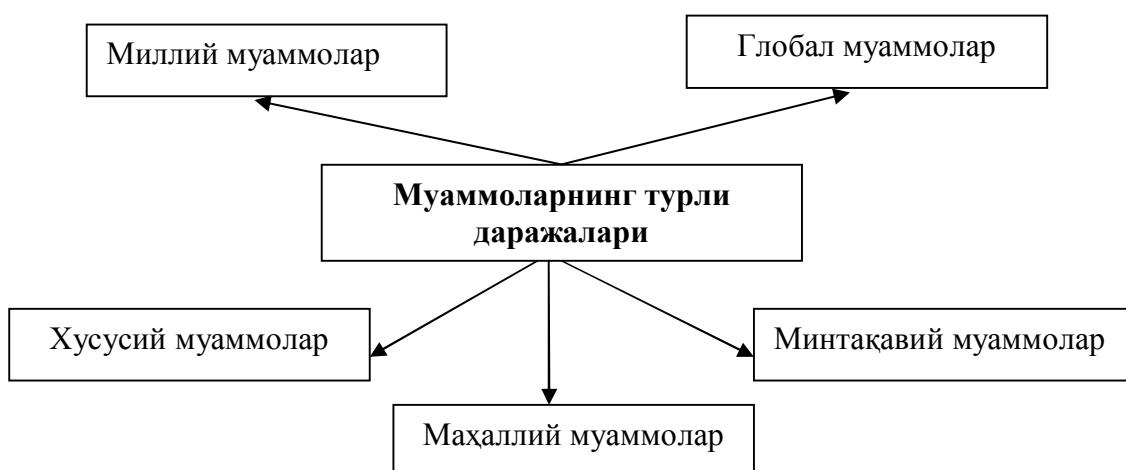 Миллий муаммолар
Глобал муаммолар
Муаммоларнинг турли
даражалари
Хусусий муаммолар
Минтақавий муаммолар
Маҳаллий муаммолар